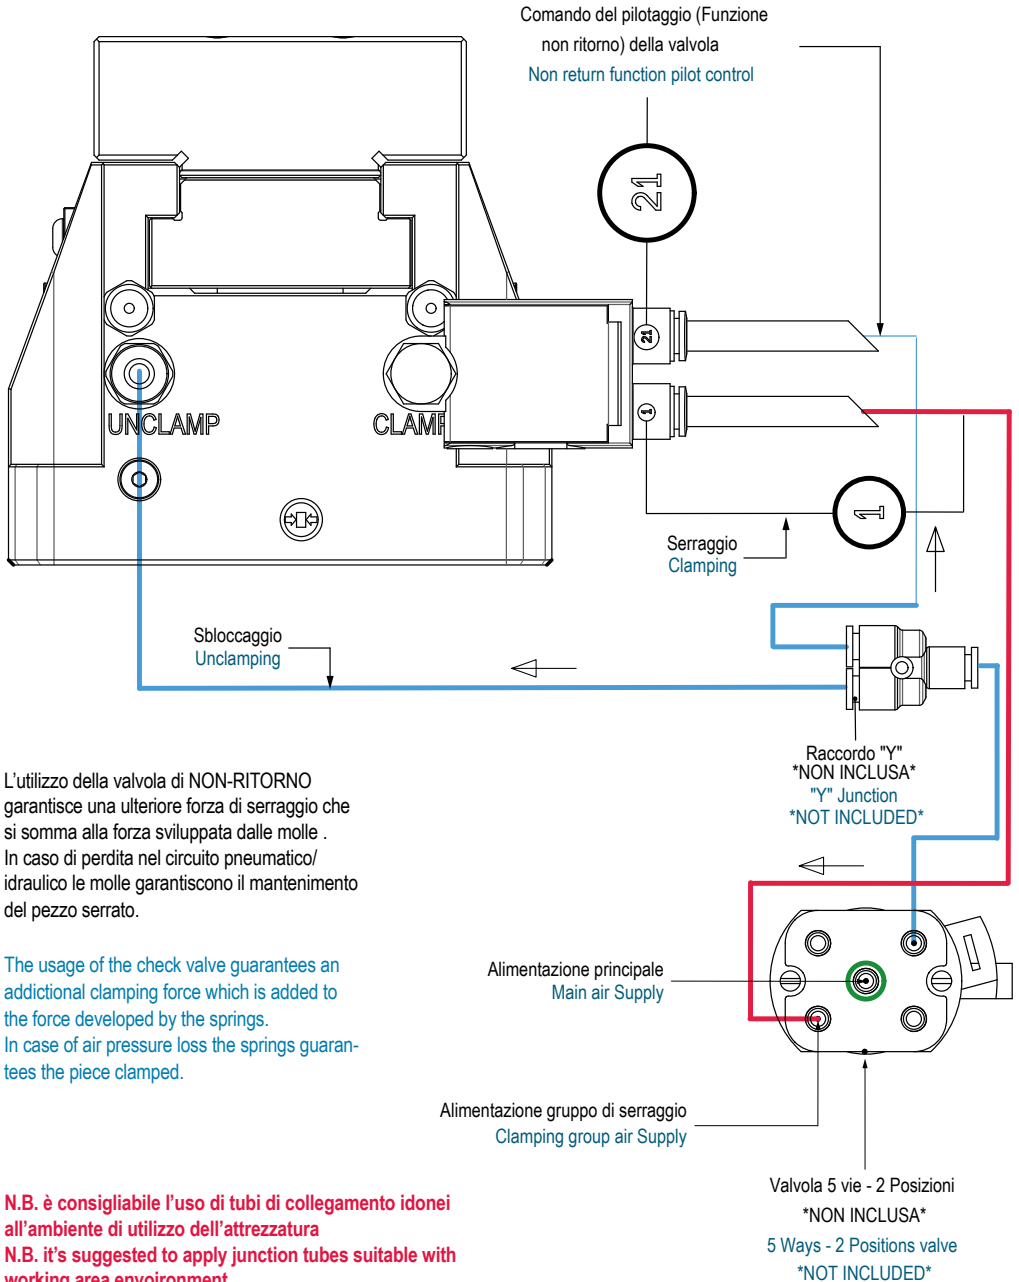 Comando del pilotaggio (Funzione
non ritorno) della valvola
Non return function pilot control
21
21
1
UNCLAMP
CLAMP
1
Serraggio
Clamping
Sbloccaggio
Unclamping
Raccordo "Y"
*NON INCLUSA*
"Y" Junction
*NOT INCLUDED*
L'utilizzo della valvola di NON-RITORNO
garantisce una ulteriore forza di serraggio che
si somma alla forza sviluppata dalle molle .
In caso di perdita nel circuito pneumatico/
idraulico le molle garantiscono il mantenimento
del pezzo serrato.
The usage of the check valve guarantees an
addictional clamping force which is added to
the force developed by the springs.
In case of air pressure loss the springs guaran-
tees the piece clamped.
Alimentazione principale
Main air Supply
Alimentazione gruppo di serraggio
Clamping group air Supply
Valvola 5 vie - 2 Posizioni
*NON INCLUSA*
5 Ways - 2 Positions valve
*NOT INCLUDED*
N.B. è consigliabile l'uso di tubi di collegamento idonei
all'ambiente di utilizzo dell'attrezzatura
N.B. it's suggested to apply junction tubes suitable with
working area envoironment